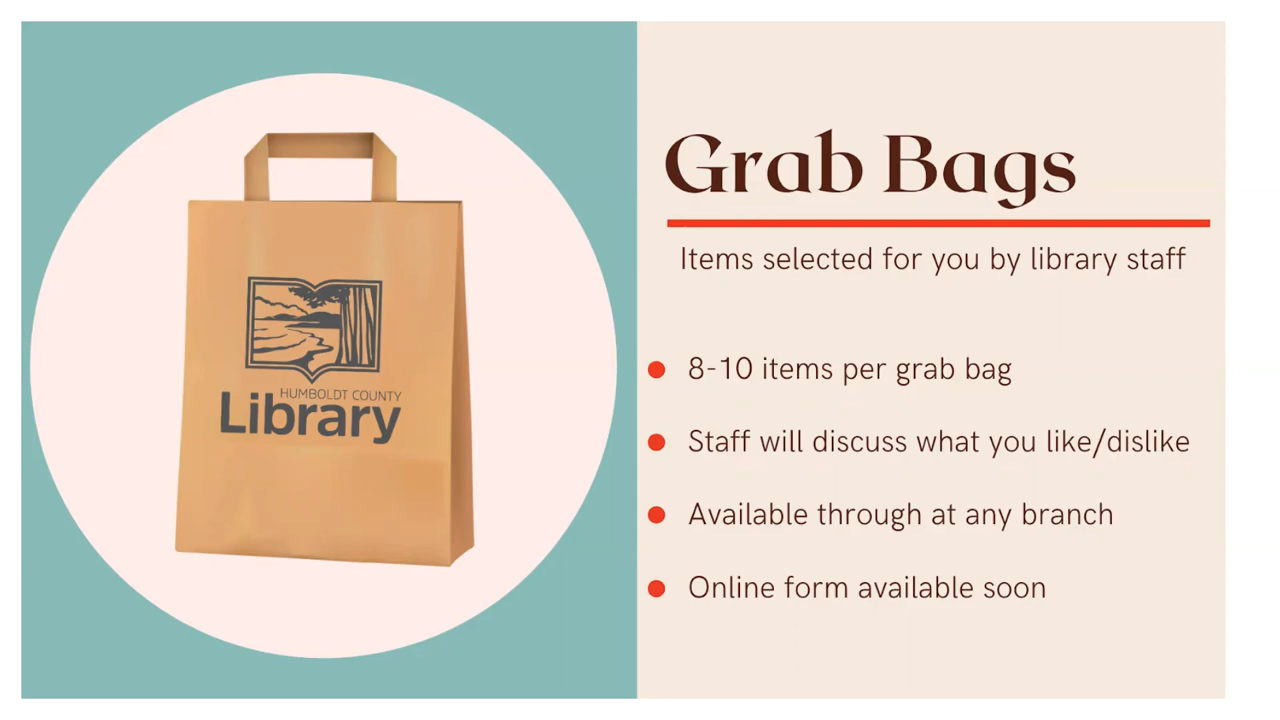 HUMBOLDT COUNTY
Library
Grab Bags
Items selected for you by library staff
8-10 items per grab bag
Staff will discuss what you like/dislike
Available through at any branch
Online form available soon